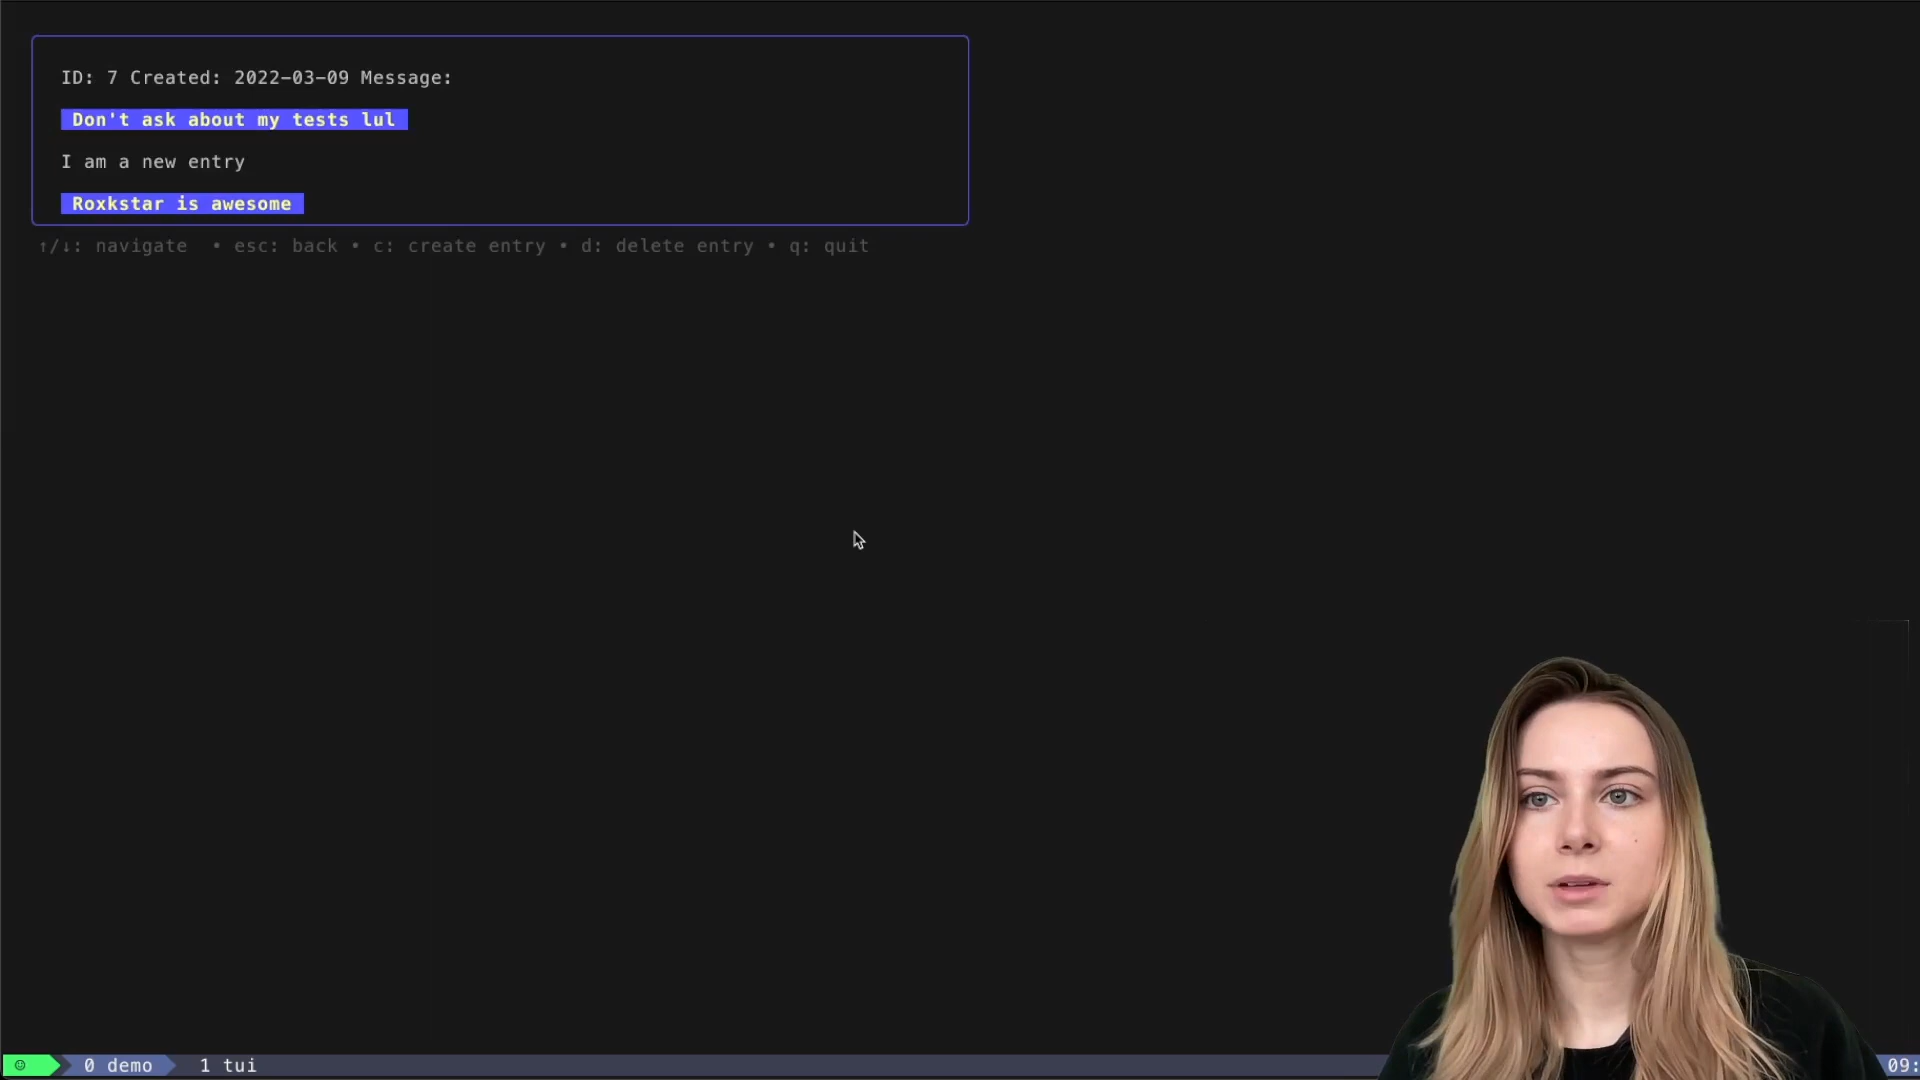 ID: 7 Created: 2022-03-09 Message:
Don't ask about my tests lul
I am a new entry
Roxkstar is awesome
↑/↓: navigate • esc: back • c: create entry • d: delete entry • q: quit
0 demo 1 tui 09: